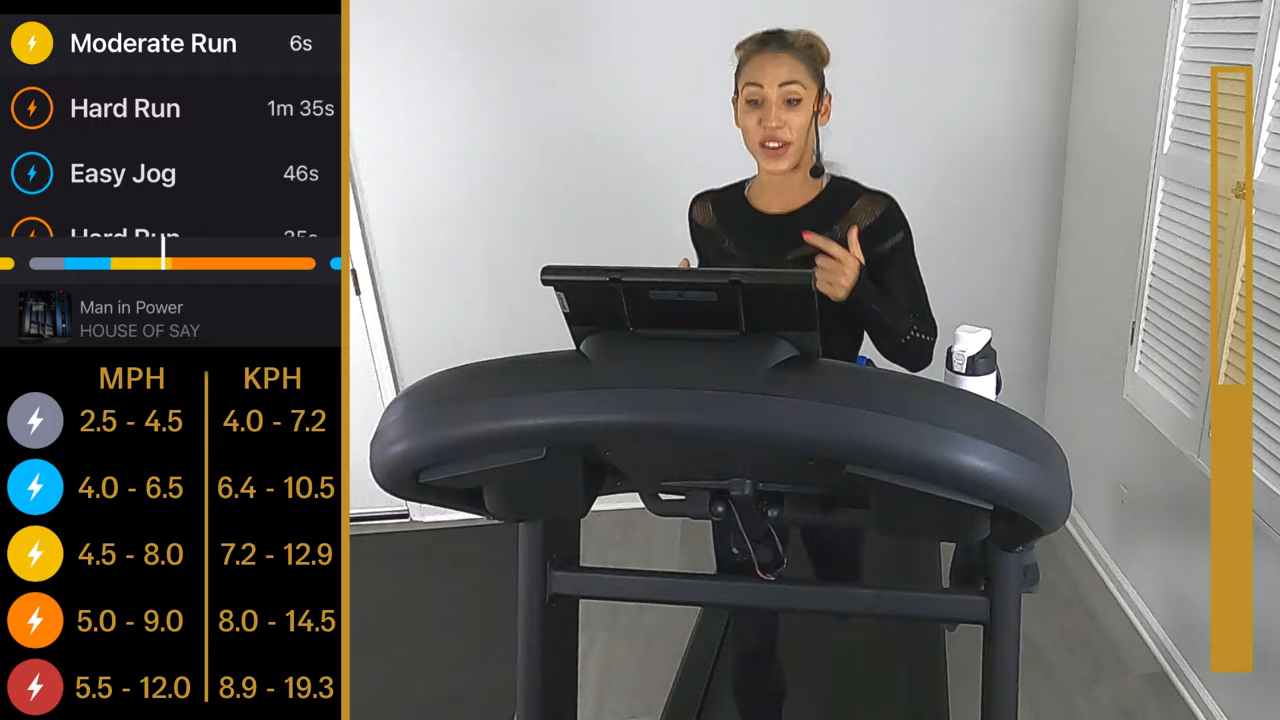 Moderate Run 6s
Hard Run 1m 35s
Easy Jog 46s
Hard Run 35s
Man in Power
HOUSE OF SAY
MPH KPH
2.5 - 4.5 4.0 - 7.2
4.0 - 6.5 6.4 - 10.5
4.5 - 8.0 7.2 - 12.9
5.0 - 9.0 8.0 - 14.5
5.5 - 12.0 8.9 - 19.3